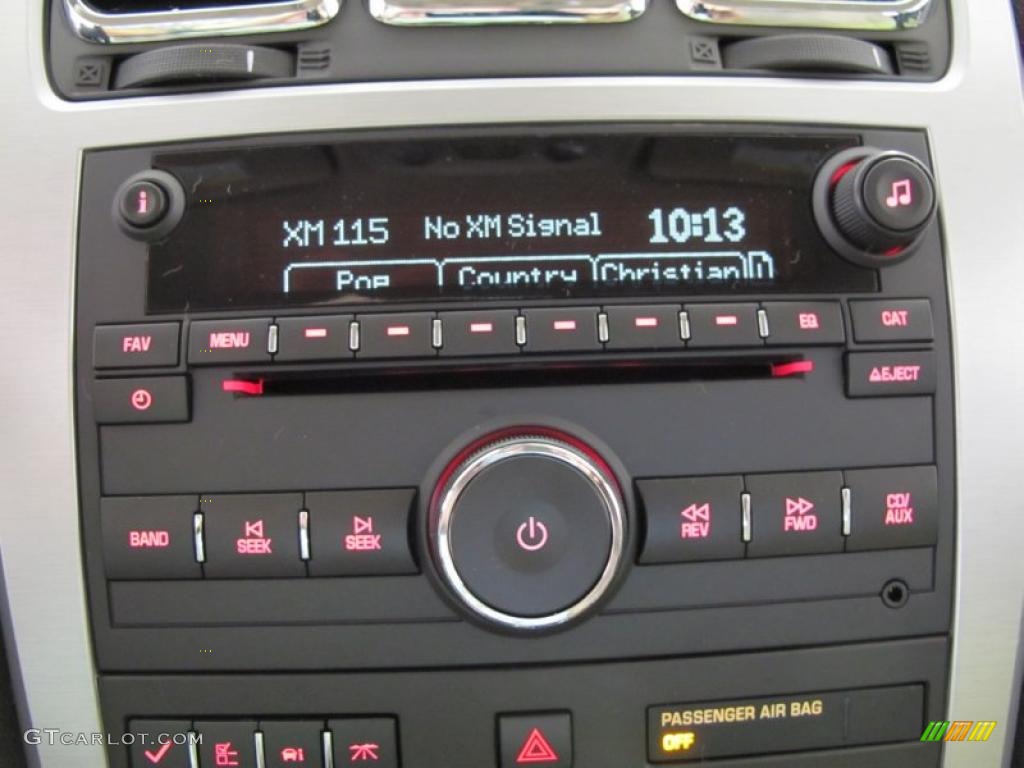 XM 115 No XM Signal 10:13
Pop Country Christian
FAV MENU EQ CAT
EJECT
BAND SEEK SEEK REV FWD CD/
AUX
PASSENGER AIR BAG
OFF
GTCARLOT.COM